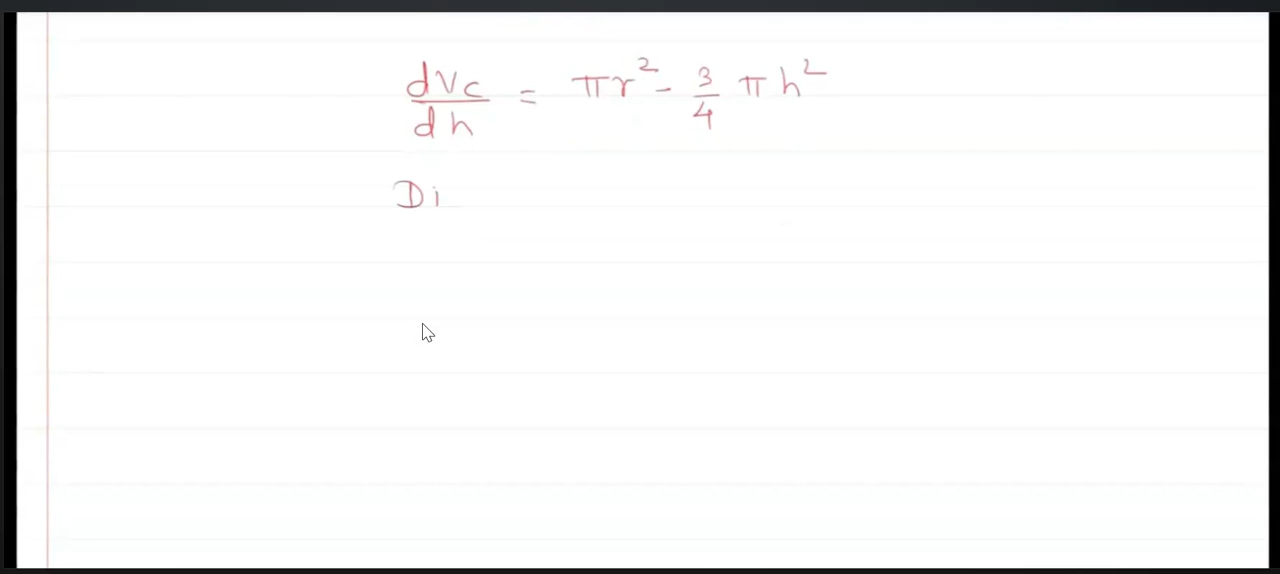 dVc/dh = πr² - 3/4 πh²
Di